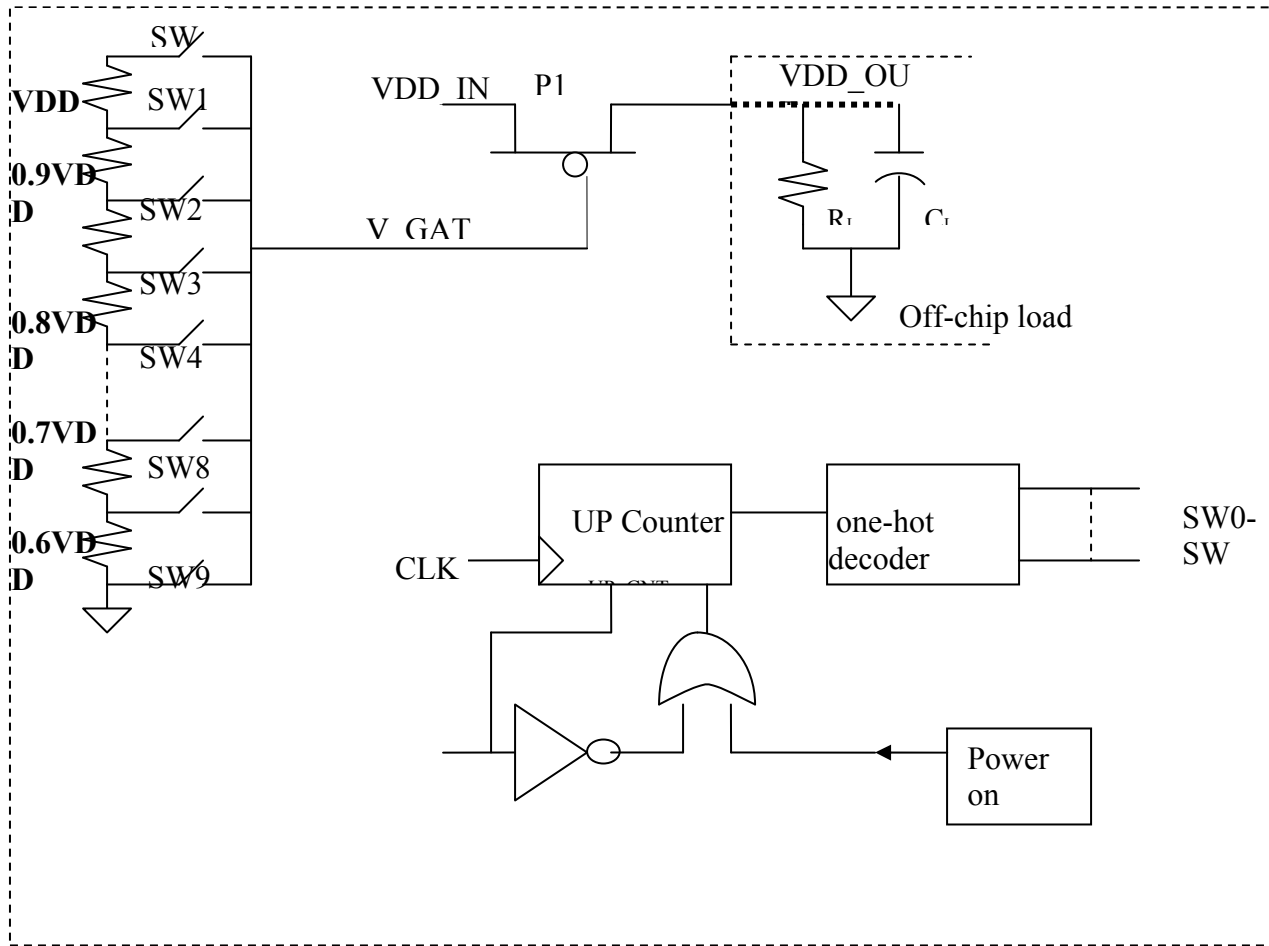 SW
VDD
SW1
0.9VD
D
SW2
SW3
0.8VD
D
SW4
0.7VD
D
SW8
0.6VD
D
SW9
VDD_IN
P1
V_GAT
VDD_OU
Off-chip load
CLK
UP Counter
one-hot
decoder
SW0-
SW
Power
on